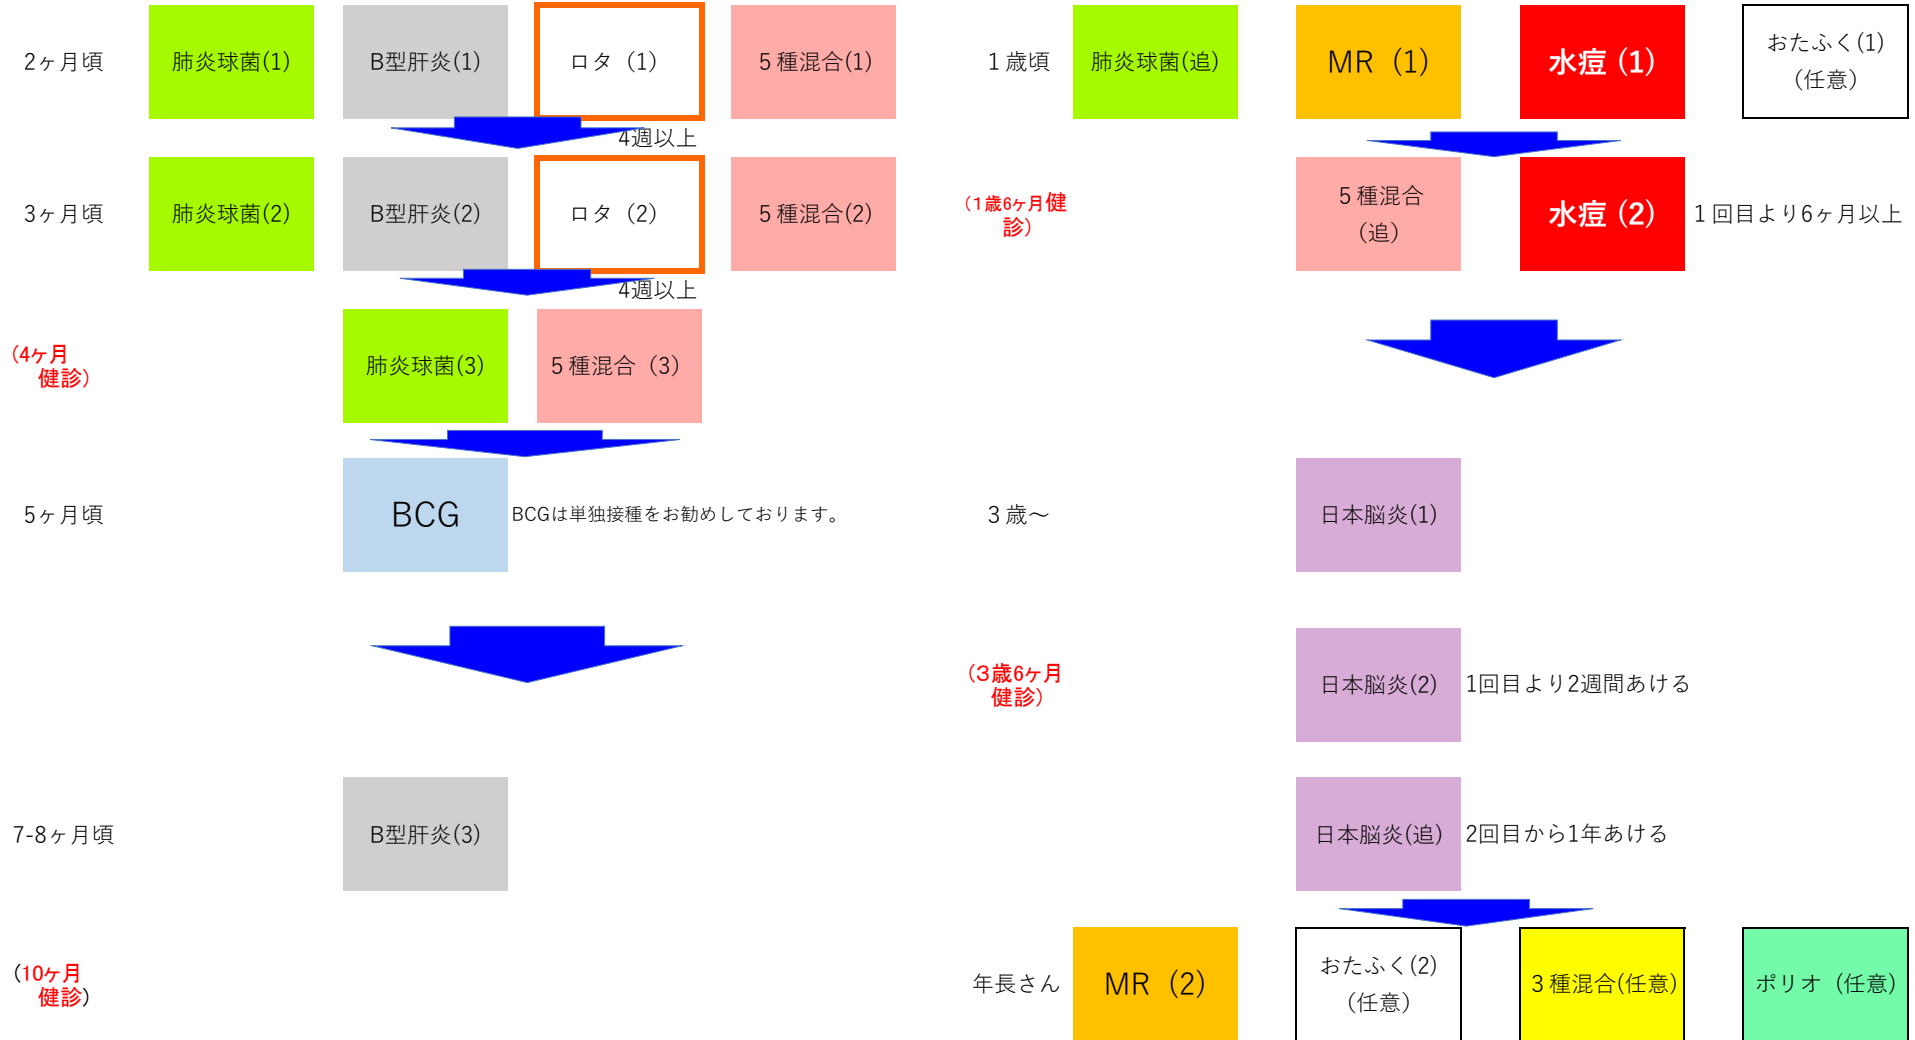 2ヶ月頃
肺炎球菌(1)
B型肝炎(1)
ロタ（1）
5種混合(1)
4週以上
3ヶ月頃
肺炎球菌(2)
B型肝炎(2)
ロタ（2）
5種混合(2)
4週以上
(4ヶ月
健診)
肺炎球菌(3)
5種混合（3）
5ヶ月頃
BCG
BCGは単独接種をお勧めしております。
7-8ヶ月頃
B型肝炎(3)
(10ヶ月
健診)
1歳頃
肺炎球菌(追)
MR（1）
水痘 (1)
おたふく(1)
（任意）
(1歳6ヶ月健
診)
5種混合
（追）
水痘 (2)
1回目より6ヶ月以上
3歳～
日本脳炎(1)
(3歳6ヶ月
健診)
日本脳炎(2)
1回目より2週間あける
日本脳炎(追)
2回目から1年あける
年長さん
MR（2）
おたふく(2)
（任意）
3種混合(任意)
ポリオ（任意）